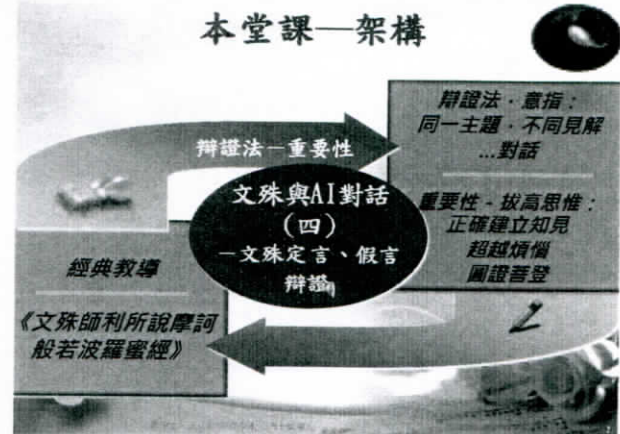 本堂課—架構
辯證法－重要性
辯證法‧意指：
同一主題‧不同見解
...對話
重要性－拔高思惟：
正確建立知見
超越煩惱
圓證菩登
文殊與AI對話
(四)
－文殊定言、假言
辯證
經典教導
《文殊師利所說摩訶
般若波羅蜜經》
2